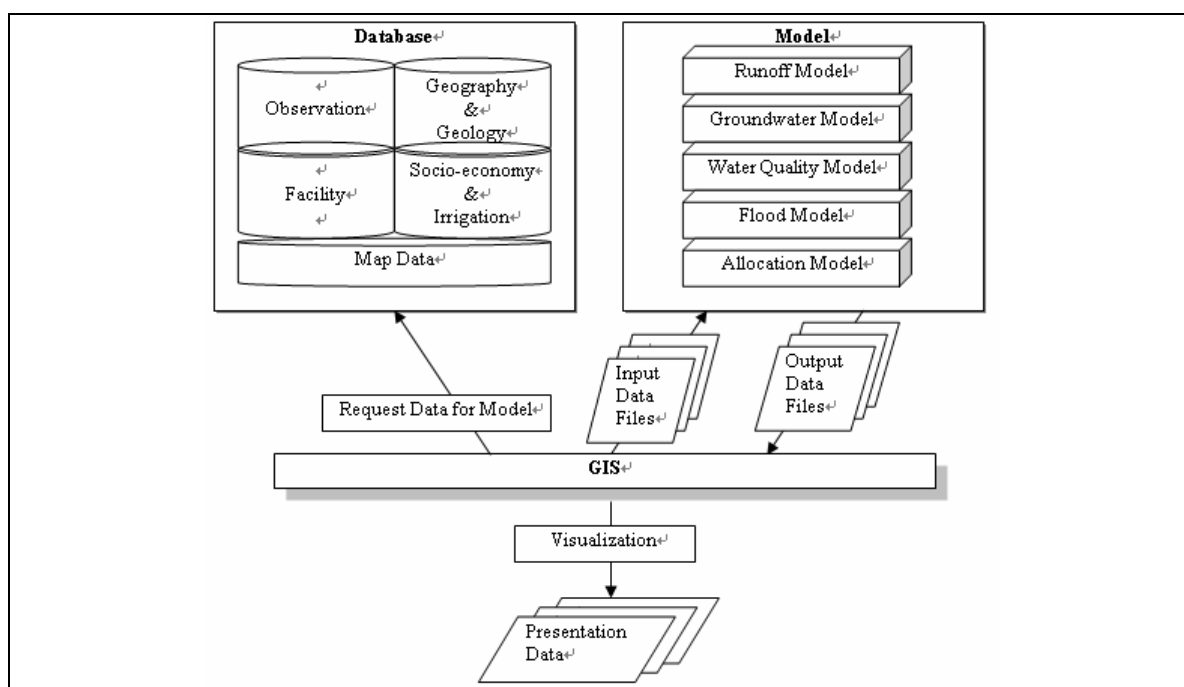 Database↵
↵
Observation↵
Geography↵
&↵
Geology↵
↵
Facility↵
↵
Socio-economy↵
&↵
Irrigation↵
Map Data↵
Model↵
Runoff Model↵
Groundwater Model↵
Water Quality Model↵
Flood Model↵
Allocation Model↵
Request Data for Model↵
Input
Data
Files↵
Output
Data
Files↵
GIS↵
Visualization↵
Presentation
Data↵